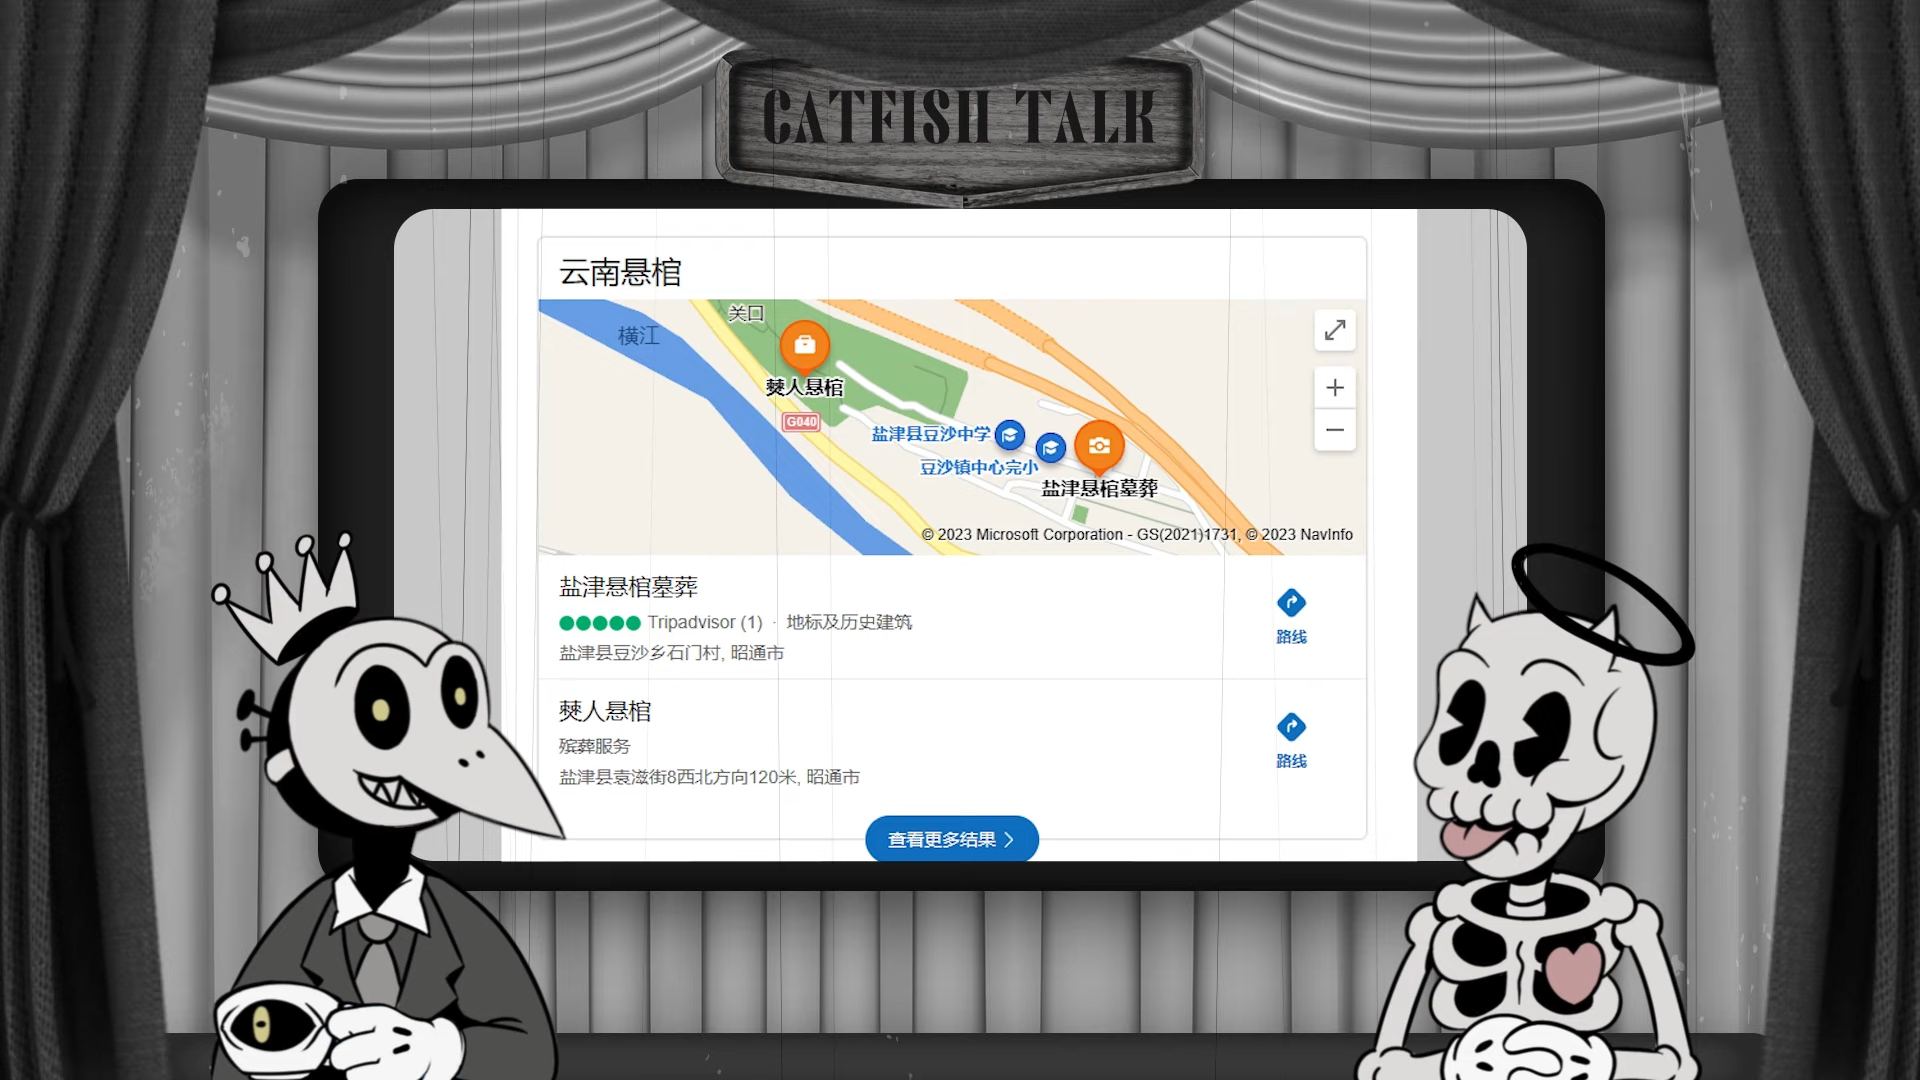 CATFISH TALK
云南悬棺
关口
横江
僰人悬棺
G040
盐津县豆沙中学
豆沙镇中心完小
盐津悬棺墓葬
© 2023 Microsoft Corporation - GS(2021)1731, © 2023 NavInfo
盐津悬棺墓葬
Tripadvisor (1) · 地标及历史建筑
盐津县豆沙乡石门村, 昭通市
路线
僰人悬棺
殡葬服务
盐津县袁滋街8西北方向120米, 昭通市
路线
查看更多结果